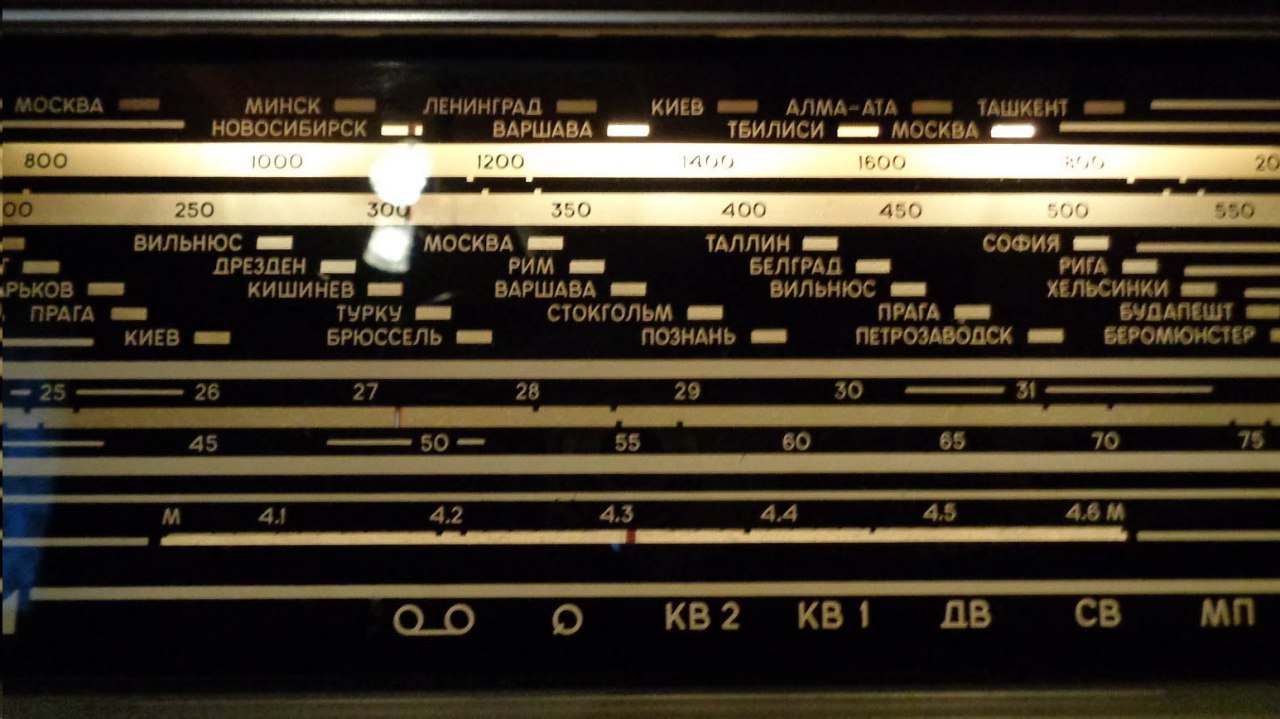 МОСКВА МИНСК ЛЕНИНГРАД КИЕВ АЛМА-АТА ТАШКЕНТ
НОВОСИБИРСК ВАРШАВА ТБИЛИСИ МОСКВА
800 1000 1200 1400 1600
250 300 350 400 450 500 550
ВИЛЬНЮС МОСКВА ТАЛЛИН СОФИЯ
ДРЕЗДЕН РИМ БЕЛГРАД РИГА
АРЬКОВ КИШИНЕВ ВАРШАВА ВИЛЬНЮС ХЕЛЬСИНКИ
ПРАГА ТУРКУ СТОКГОЛЬМ ПРАГА БУДАПЕШТ
КИЕВ БРЮССЕЛЬ ПОЗНАНЬ ПЕТРОЗАВОДСК БЕРОМЮНСТЕР
25 26 27 28 29 30 31
45 50 55 60 65 70 75
М 4.1 4.2 4.3 4.4 4.5 4.6 М
КВ 2 КВ 1 ДВ СВ МП